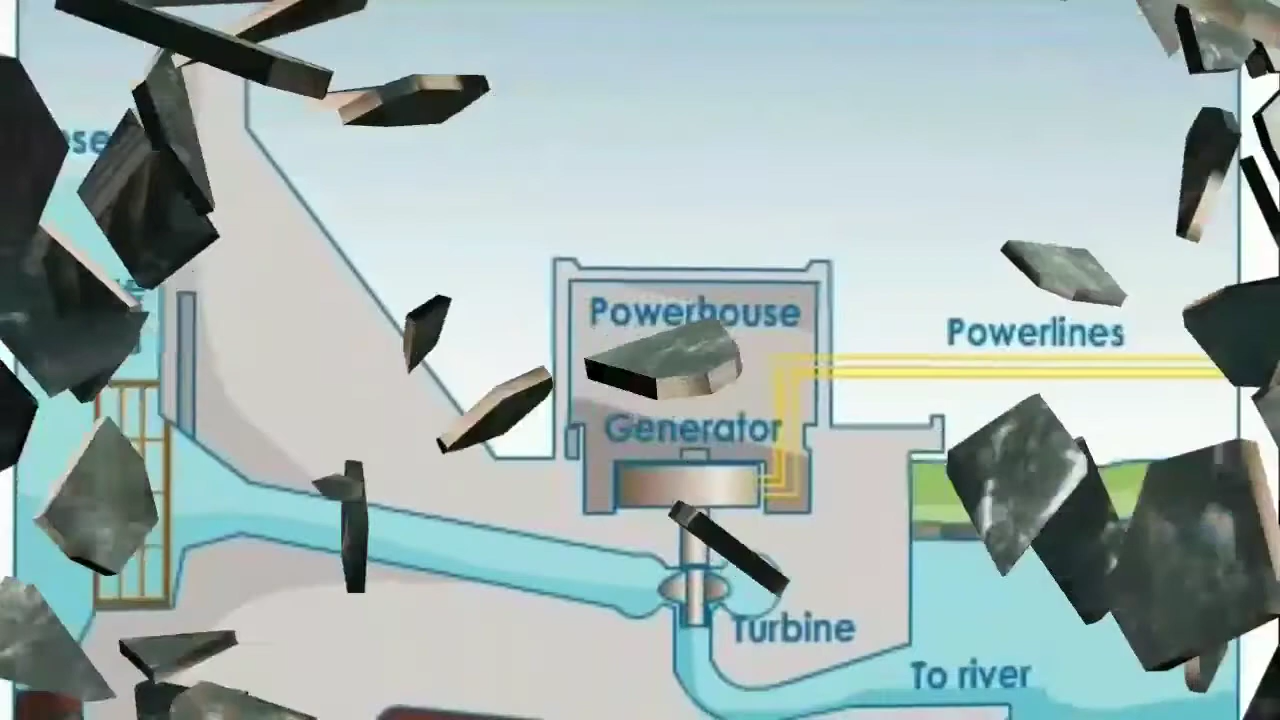 Powerhouse
Powerlines
Generator
Turbine
To river